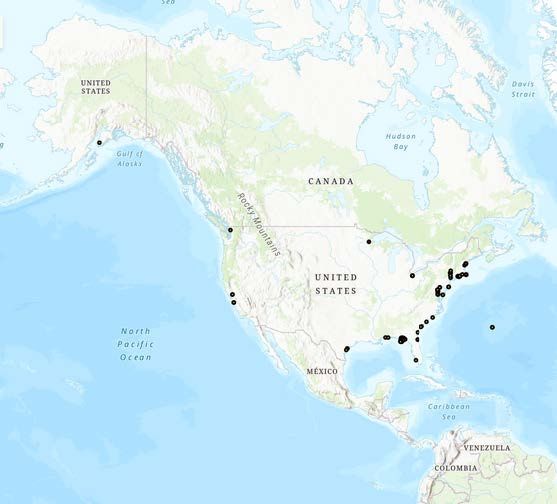 Sea
UNITED
STATES
Davis
Strait
Hudson
Bay
Gulf of
Alaska
CANADA
Rocky Mountains
UNITED
STATES
North
Pacific
Ocean
MÉXICO
Caribbean
Sea
VENEZUELA
COLOMBIA